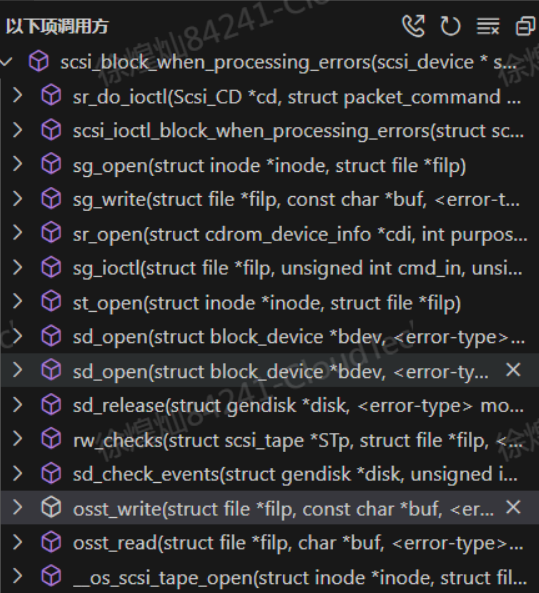 以下项调用方
scsi_block_when_processing_errors(scsi_device * s...
sr_do_ioctl(Scsi_CD *cd, struct packet_command ...
scsi_ioctl_block_when_processing_errors(struct sc...
sg_open(struct inode *inode, struct file *filp)
sg_write(struct file *filp, const char *buf, <error-t...
sr_open(struct cdrom_device_info *cdi, int purpos...
sg_ioctl(struct file *filp, unsigned int cmd_in, unsi...
st_open(struct inode *inode, struct file *filp)
sd_open(struct block_device *bdev, <error-type>...
sd_open(struct block_device *bdev, <error-ty...
sd_release(struct gendisk *disk, <error-type> mo...
rw_checks(struct scsi_tape *STp, struct file *filp, <...
sd_check_events(struct gendisk *disk, unsigned i...
osst_write(struct file *filp, const char *buf, <er...
osst_read(struct file *filp, char *buf, <error-type>...
__os_scsi_tape_open(struct inode *inode, struct fil...